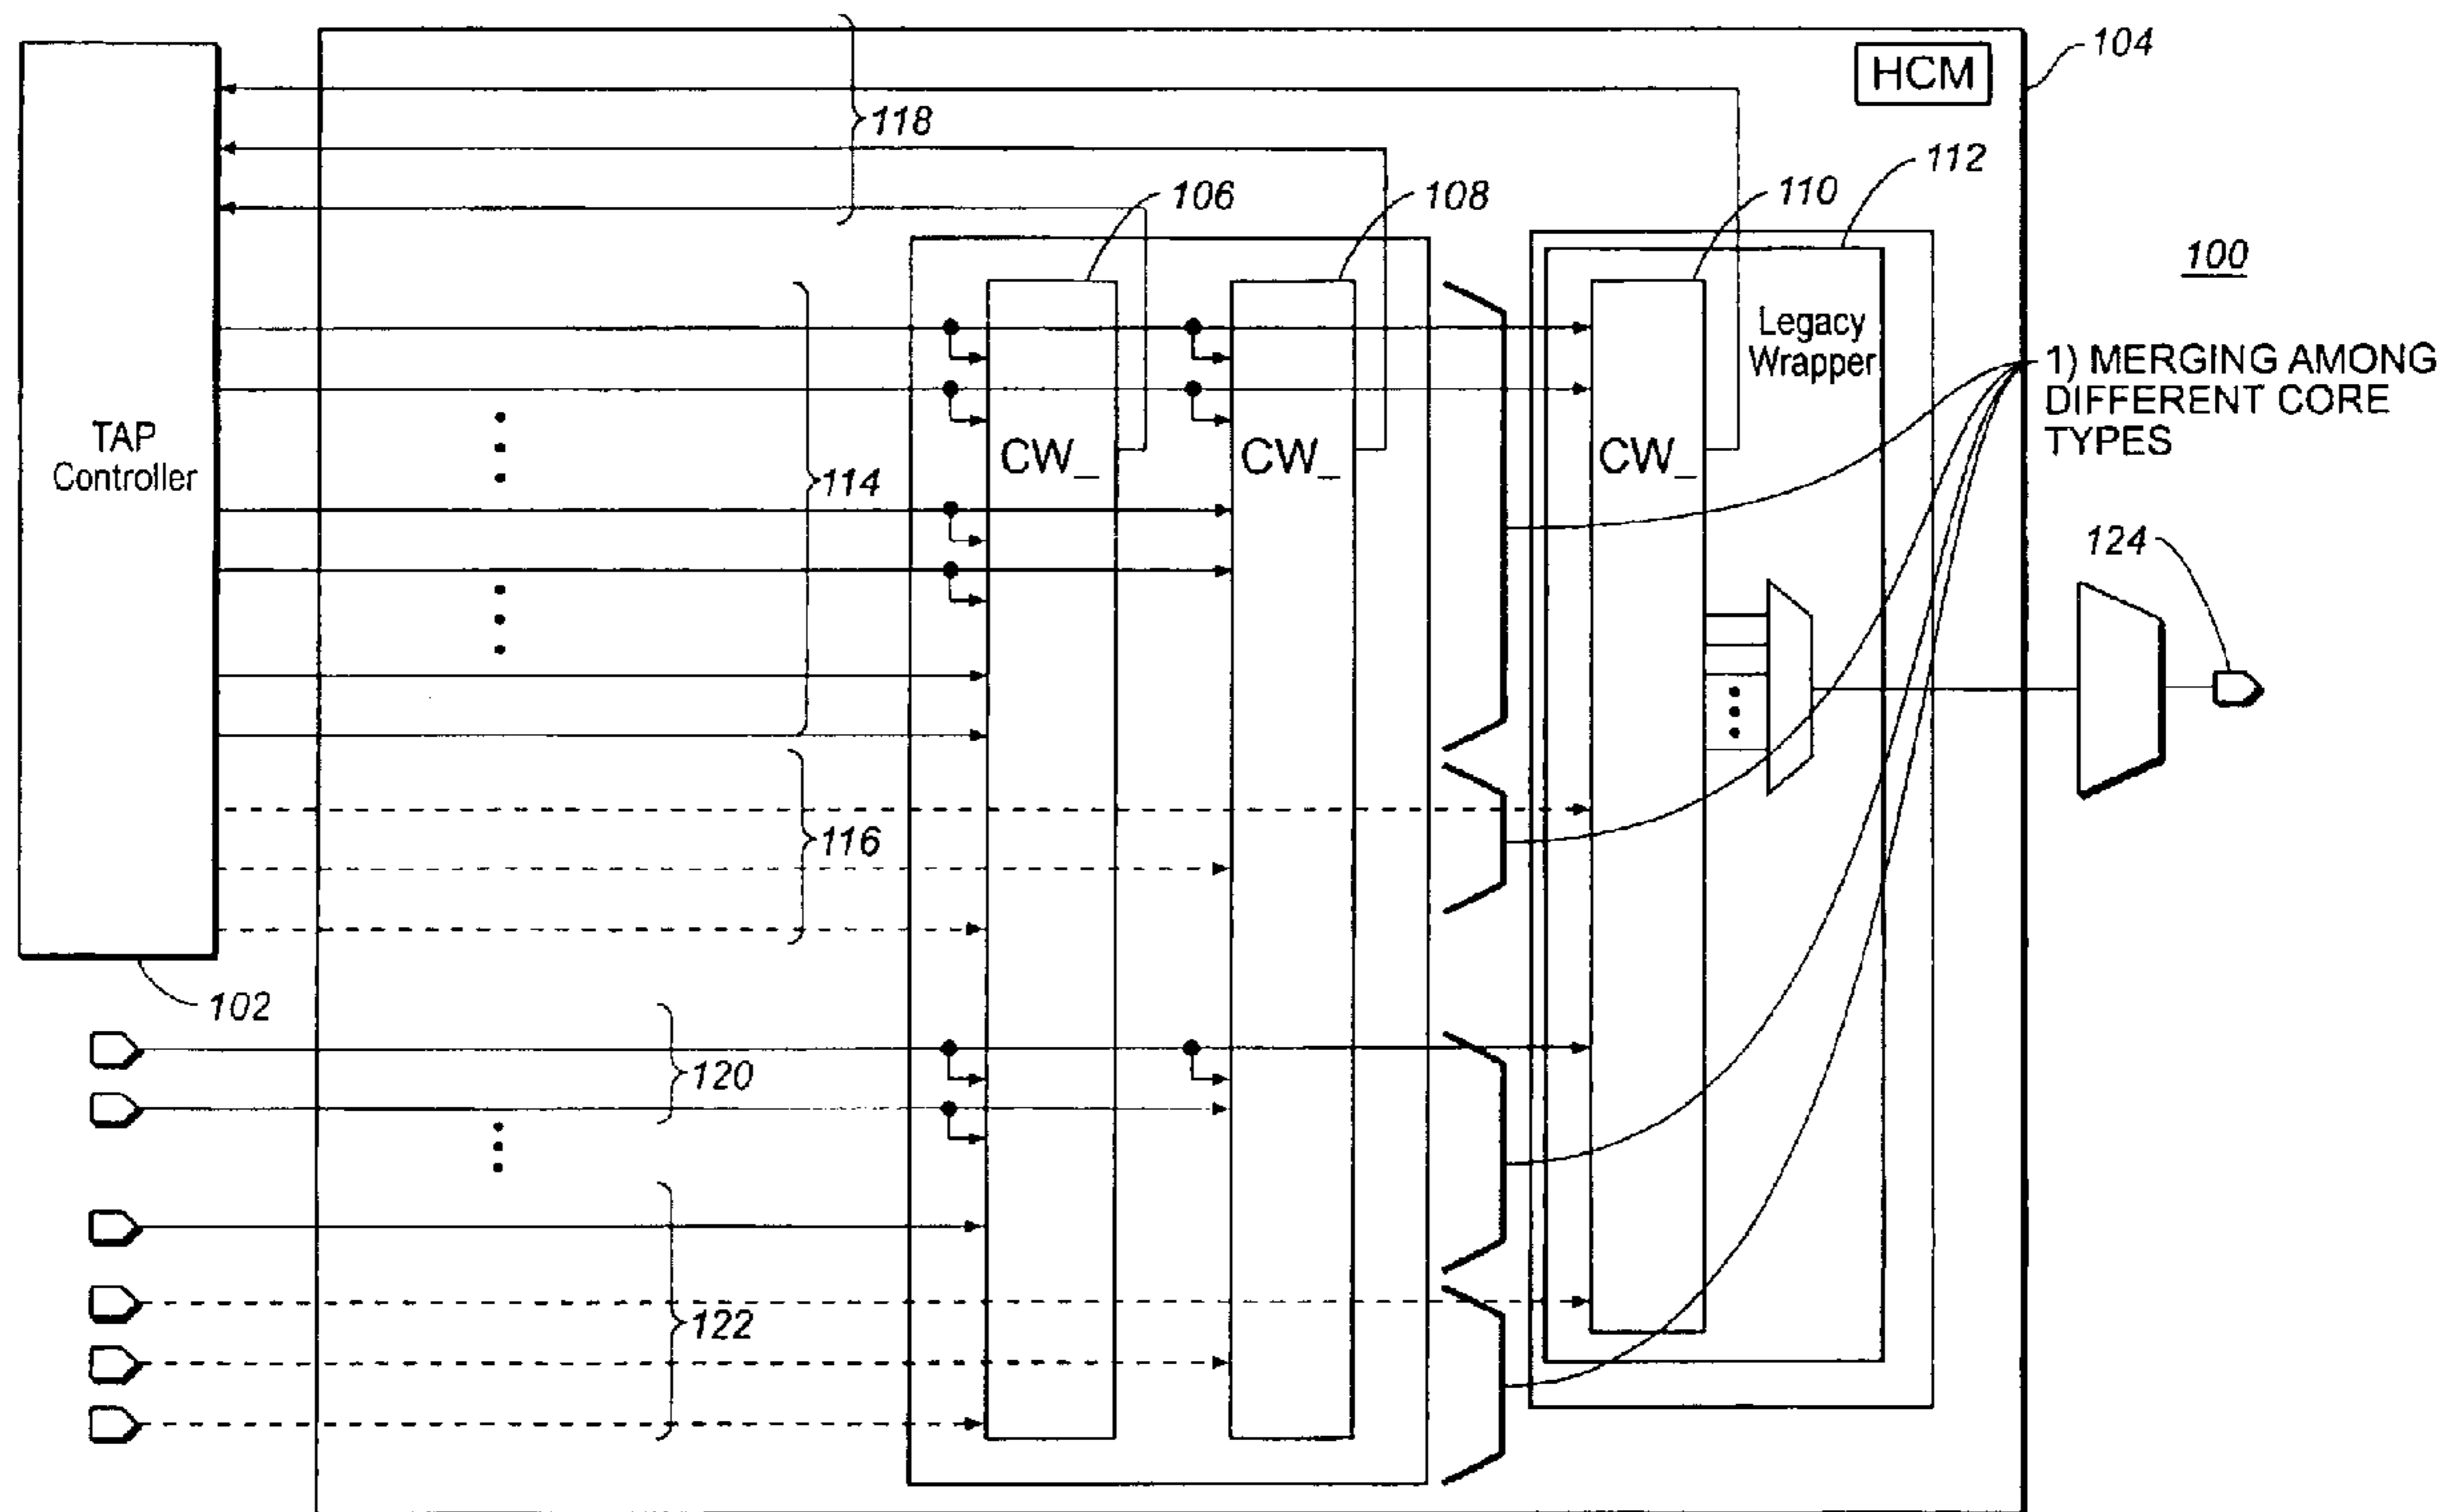 104
HCM
118
112
106
108
110
100
Legacy
Wrapper
1) MERGING AMONG
DIFFERENT CORE
TYPES
TAP
Controller
CW_
CW_
CW_
114
124
116
102
120
122